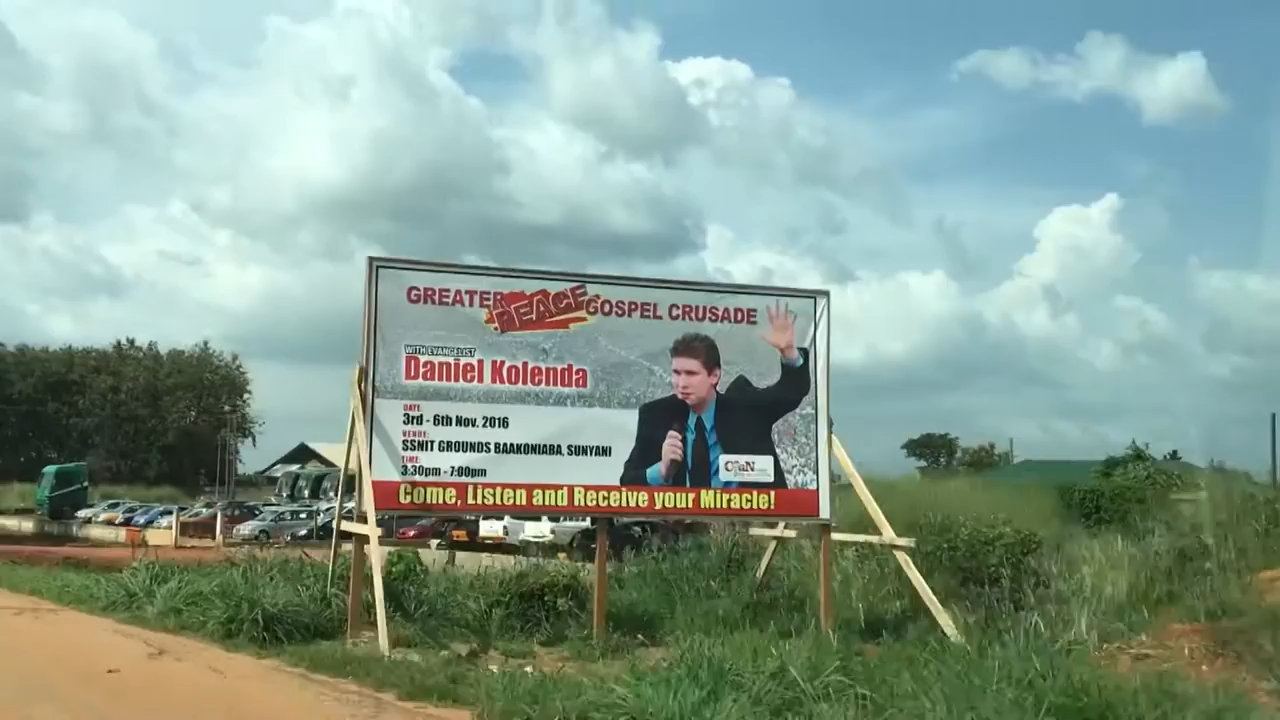 GREATER PEACE GOSPEL CRUSADE
WITH EVANGELIST
Daniel Kolenda
DATE:
3rd - 6th Nov. 2016
VENUE:
SSNIT GROUNDS BAAKONIABA, SUNYANI
TIME:
3:30pm - 7:00pm
CfaN
Come, Listen and Receive your Miracle!